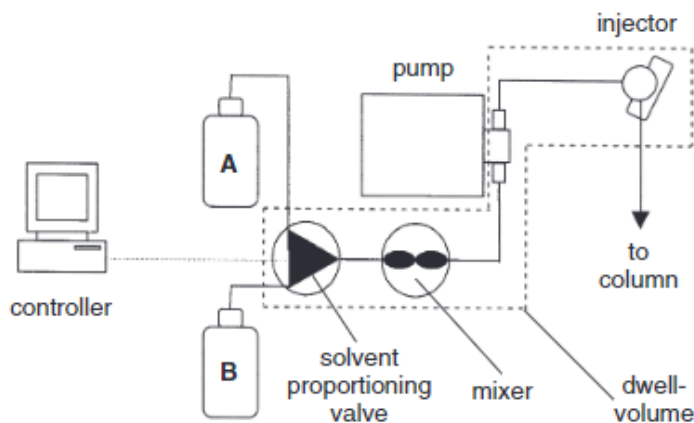 injector
pump
A
to
column
controller
B
solvent
proportioning
valve
mixer
dwell-
volume